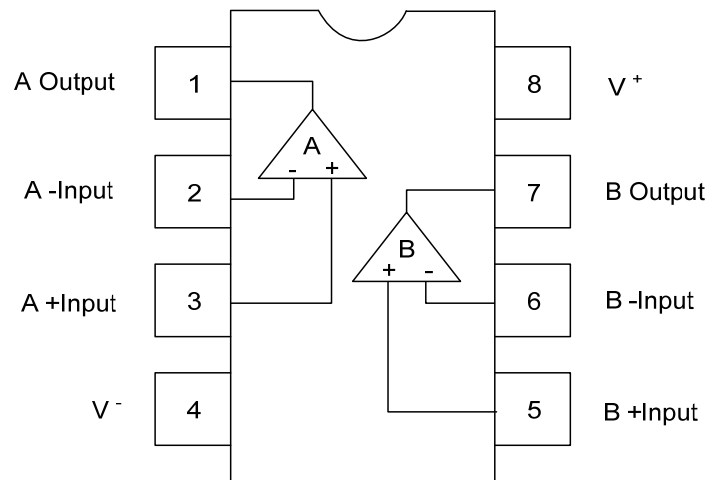 A Output 1 8 V+
A
- +
A -Input 2 7 B Output
B
+ -
A +Input 3 6 B -Input
V- 4 5 B +Input